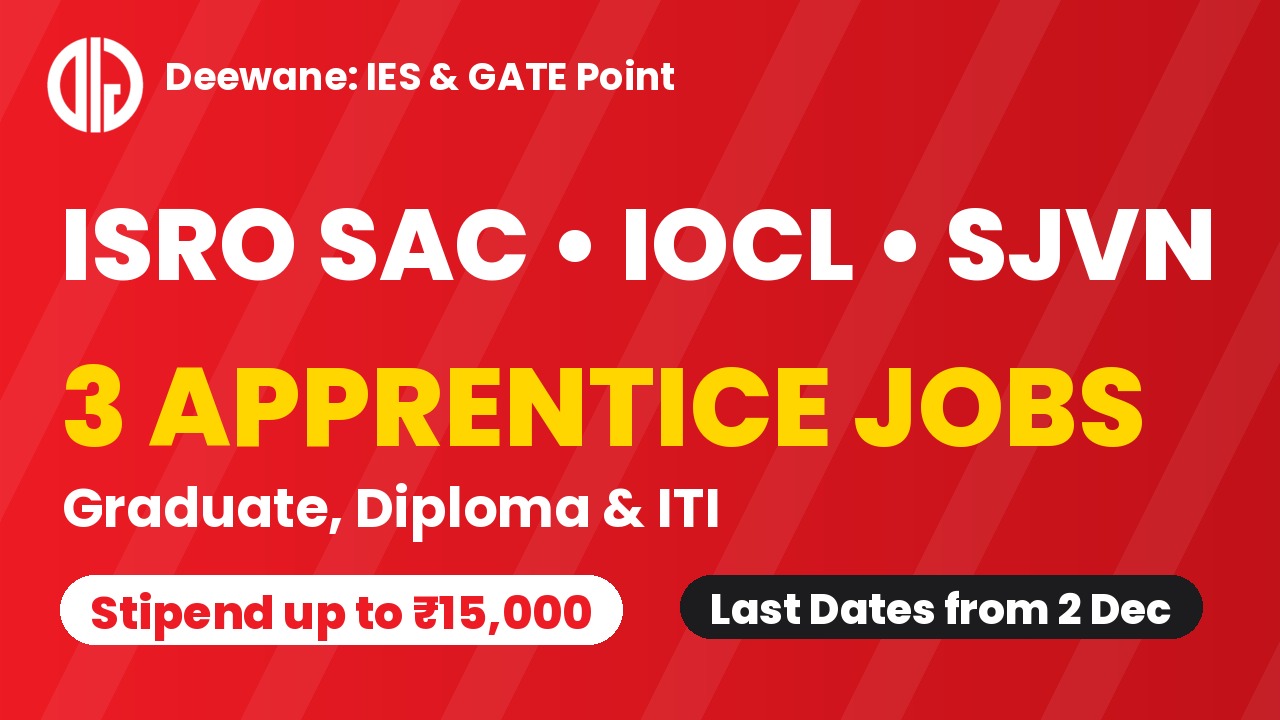 Deewane: IES & GATE Point
ISRO SAC • IOCL • SJVN
3 APPRENTICE JOBS
Graduate, Diploma & ITI
Stipend up to ₹15,000
Last Dates from 2 Dec